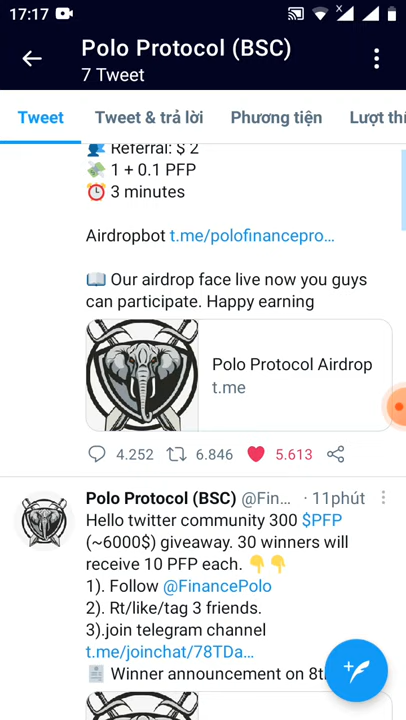 17:17
Polo Protocol (BSC)
7 Tweet
Tweet
Tweet & trả lời
Phương tiện
Lượt thí
Referral: $ 2
1 + 0.1 PFP
3 minutes
Airdropbot t.me/polofinancepro…
Our airdrop face live now you guys
can participate. Happy earning
Polo Protocol Airdrop
t.me
4.252 6.846 5.613
Polo Protocol (BSC) @Fin… · 11phút
Hello twitter community 300 $PFP
(~6000$) giveaway. 30 winners will
receive 10 PFP each.
1). Follow @FinancePolo
2). Rt/like/tag 3 friends.
3).join telegram channel
t.me/joinchat/78TDa…
Winner announcement on 8th